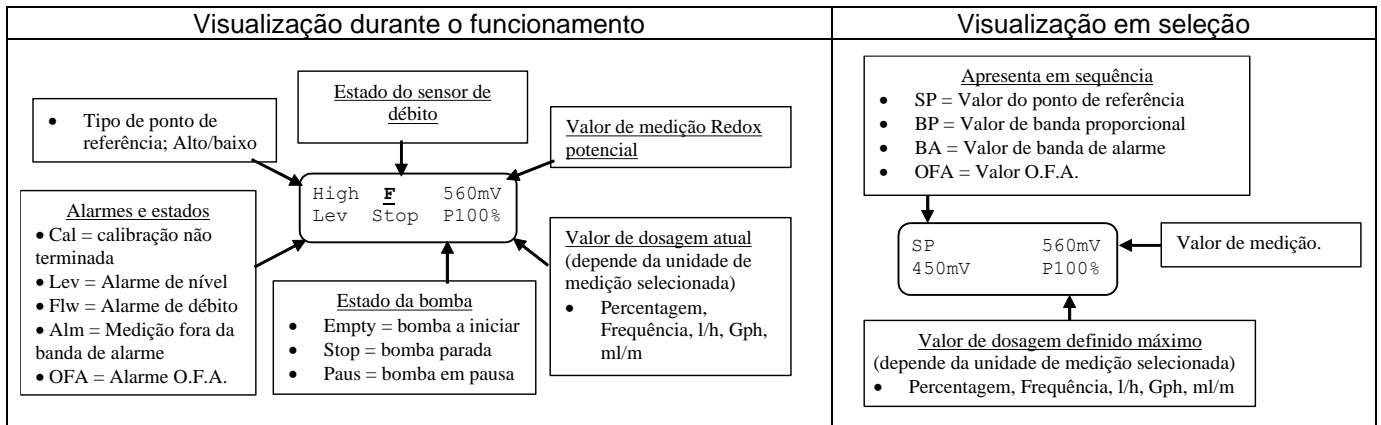 Visualização durante o funcionamento
Visualização em seleção
Estado do sensor de
débito
• Tipo de ponto de
referência; Alto/baixo
Valor de medição Redox
potencial
High F 560mV
Lev Stop P100%
Alarmes e estados
• Cal = calibração não
terminada
• Lev = Alarme de nível
• Flw = Alarme de débito
• Alm = Medição fora da
banda de alarme
• OFA = Alarme O.F.A.
Estado da bomba
• Empty = bomba a iniciar
• Stop = bomba parada
• Paus = bomba em pausa
Valor de dosagem atual
(depende da unidade de
medição selecionada)
• Percentagem,
Frequência, l/h, Gph,
ml/m
Apresenta em sequência
• SP = Valor do ponto de referência
• BP = Valor de banda proporcional
• BA = Valor de banda de alarme
• OFA = Valor O.F.A.
SP 560mV
450mV P100%
Valor de medição.
Valor de dosagem definido máximo
(depende da unidade de medição selecionada)
• Percentagem, Frequência, l/h, Gph, ml/m